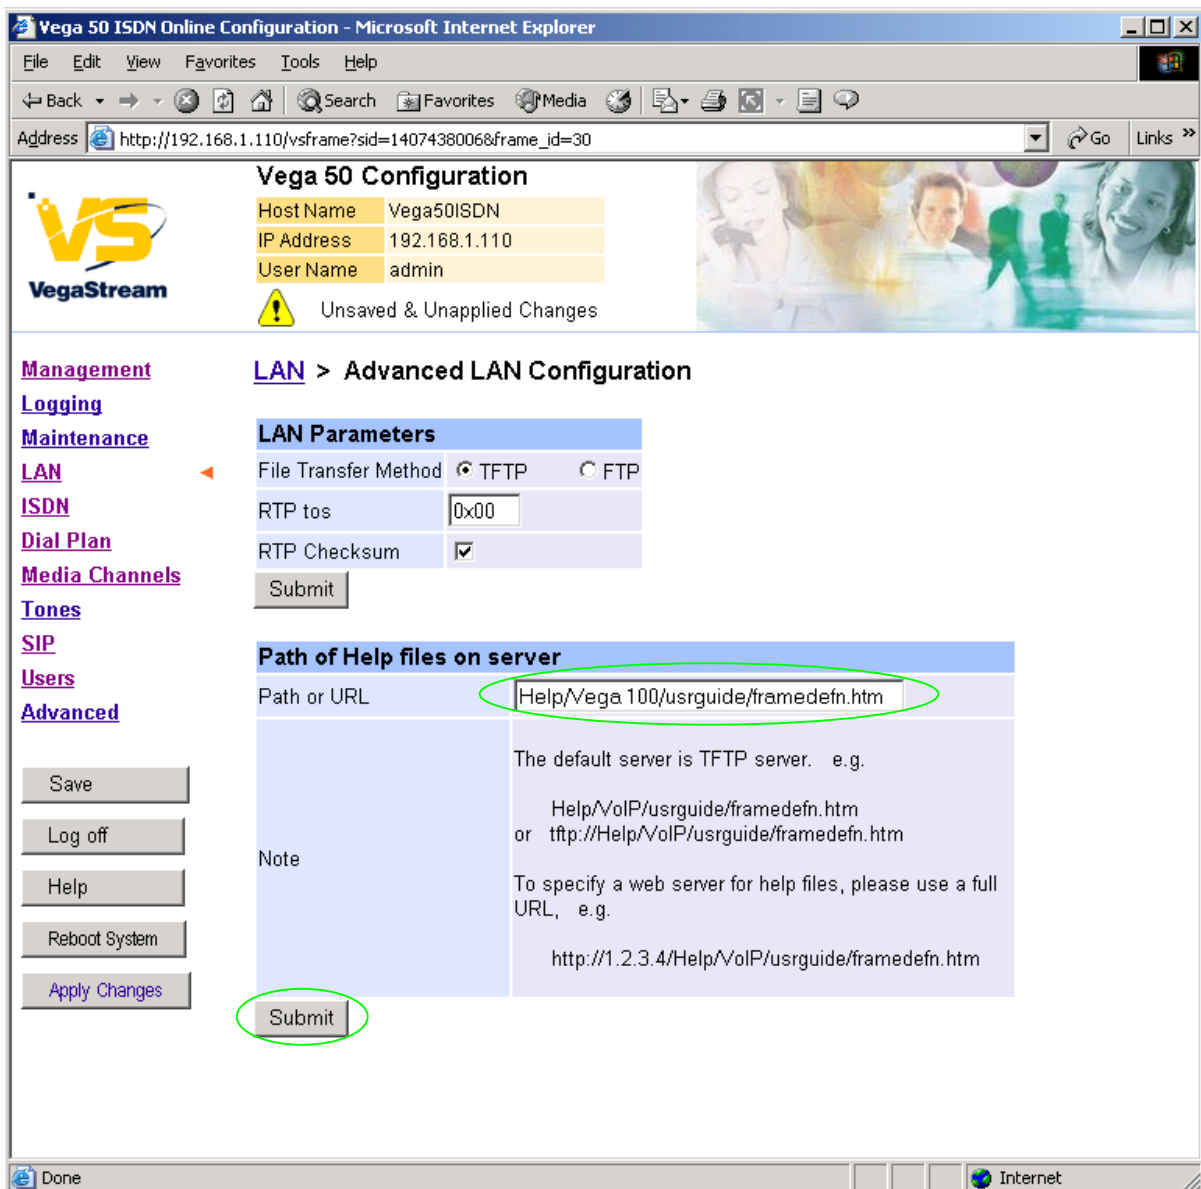 Vega 50 ISDN Online Configuration - Microsoft Internet Explorer
File Edit View Favorites Tools Help
Back Search Favorites Media
Address http://192.168.1.110/vsframe?sid=1407438006&frame_id=30 Go Links »
VS
VegaStream
Vega 50 Configuration
Host Name Vega50ISDN
IP Address 192.168.1.110
User Name admin
Unsaved & Unapplied Changes
Management
Logging
Maintenance
LAN
ISDN
Dial Plan
Media Channels
Tones
SIP
Users
Advanced
Save
Log off
Help
Reboot System
Apply Changes
LAN > Advanced LAN Configuration
LAN Parameters
File Transfer Method TFTP FTP
RTP tos 0x00
RTP Checksum
Submit
Path of Help files on server
Path or URL Help/Vega 100/usrguide/framedefn.htm
Note
The default server is TFTP server. e.g.
Help/VoIP/usrguide/framedefn.htm
or tftp://Help/VoIP/usrguide/framedefn.htm
To specify a web server for help files, please use a full
URL, e.g.
http://1.2.3.4/Help/VoIP/usrguide/framedefn.htm
Submit
Done Internet